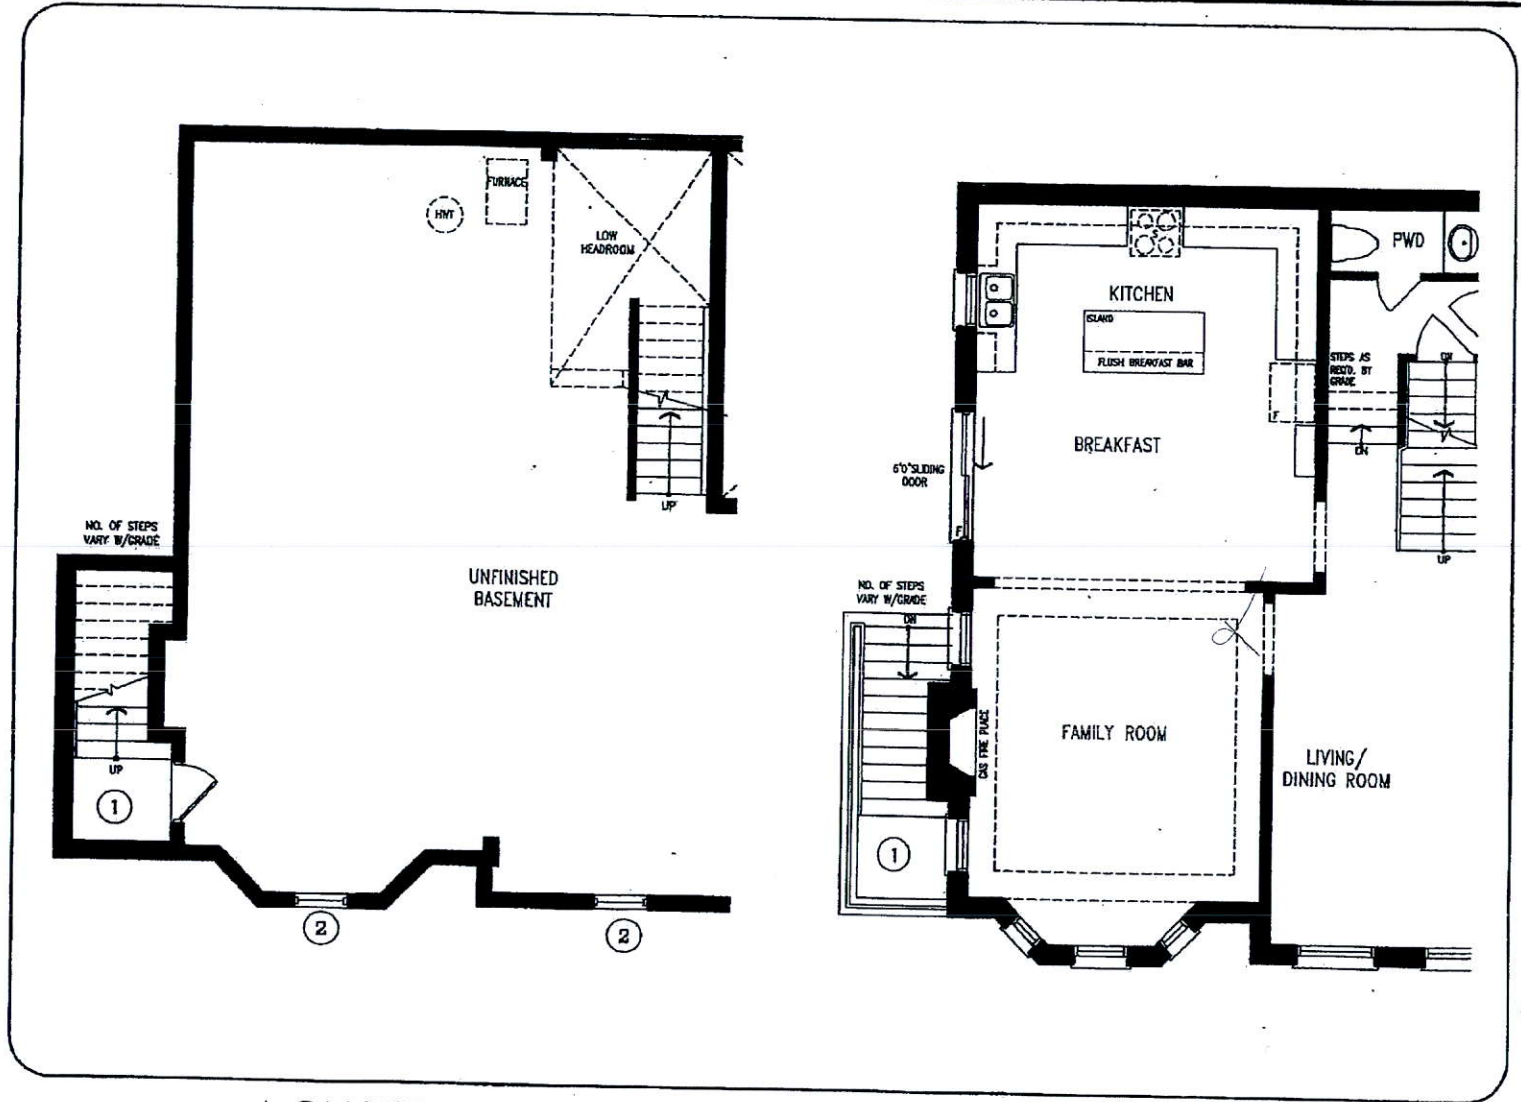 FURNACE
HWT
LOW
HEADROOM
UP
NO. OF STEPS
VARY W/GRADE
UNFINISHED
BASEMENT
UP
1
2
2
PWD
KITCHEN
ISLAND
FLUSH BREAKFAST BAR
S
STEPS AS
REQ'D. BY
GRADE
DN
F
DN
BREAKFAST
6'0"SLIDING
DOOR
F
UP
NO. OF STEPS
VARY W/GRADE
DN
GAS FIRE PLACE
FAMILY ROOM
LIVING/
DINING ROOM
1